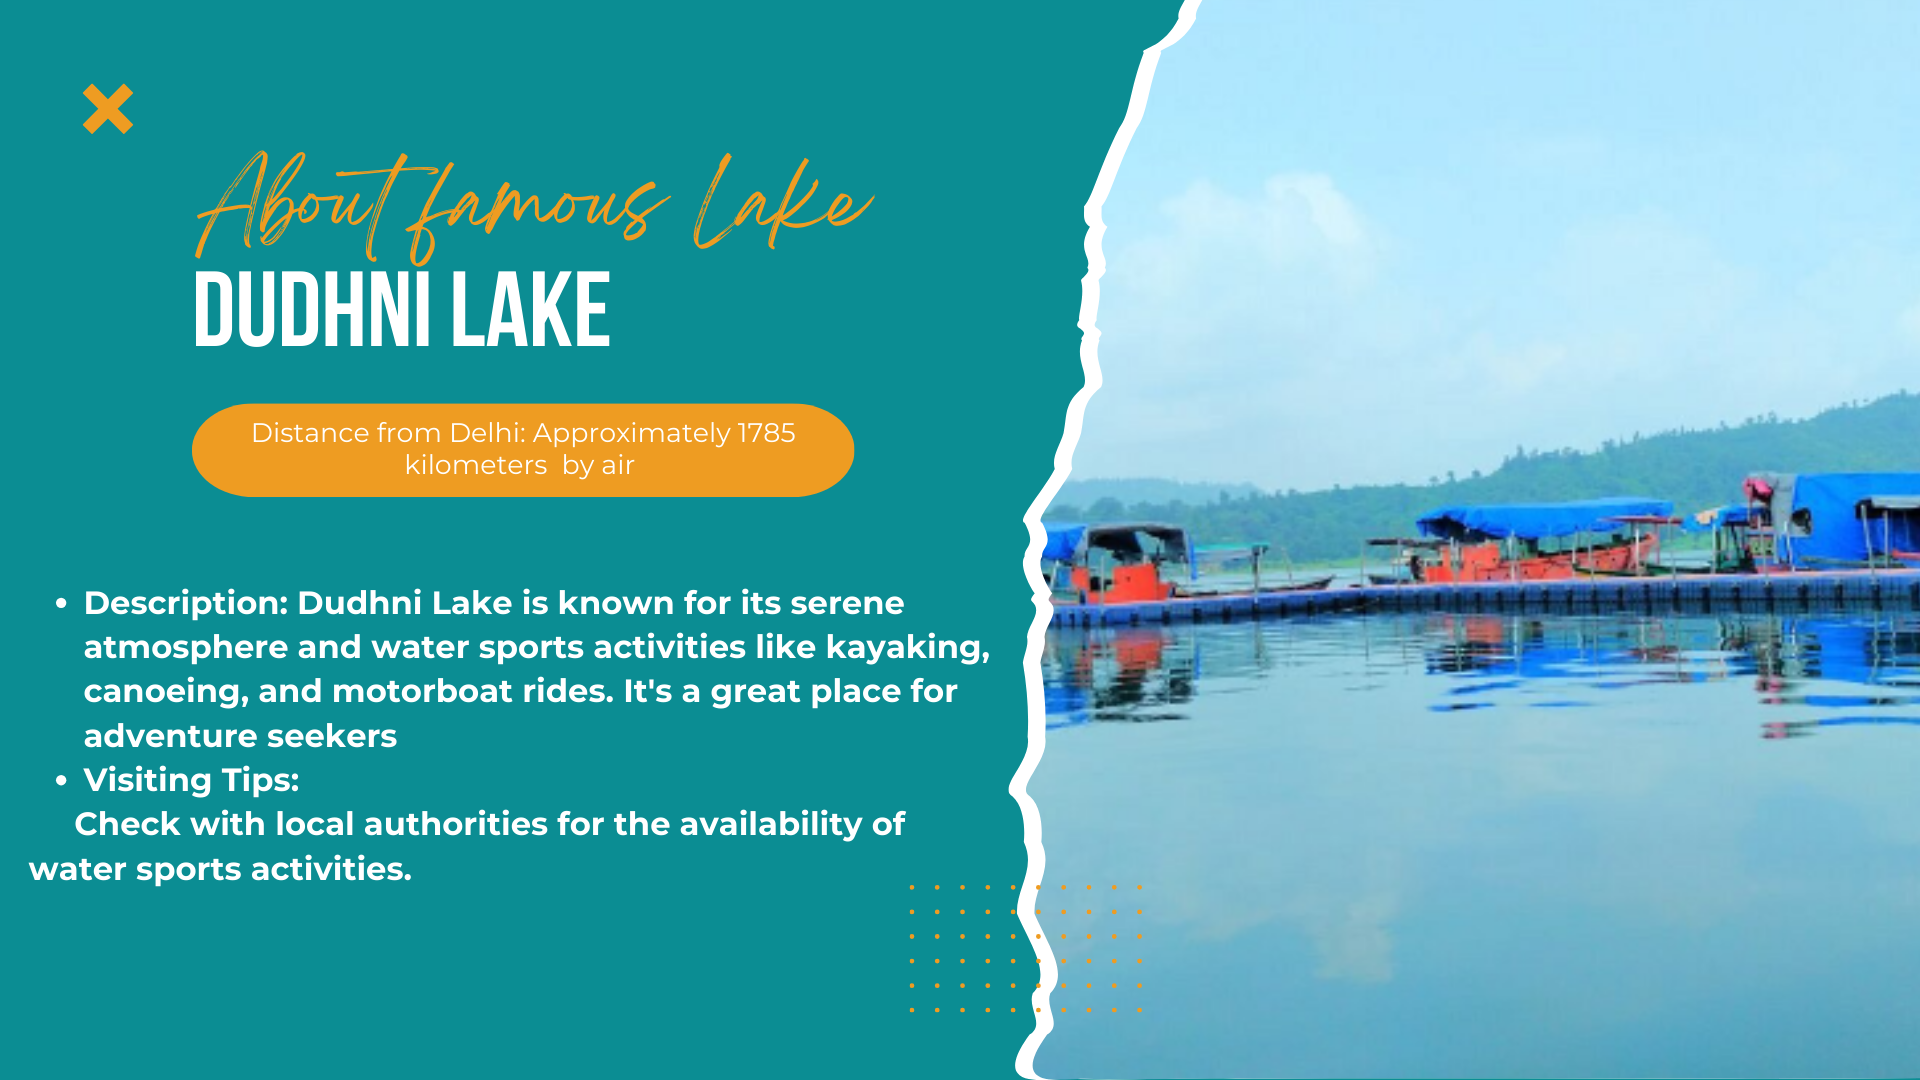 About famous Lake
DUDHNI LAKE
Distance from Delhi: Approximately 1785
kilometers  by air
• Description: Dudhni Lake is known for its serene
atmosphere and water sports activities like kayaking,
canoeing, and motorboat rides. It's a great place for
adventure seekers
• Visiting Tips:
Check with local authorities for the availability of
water sports activities.